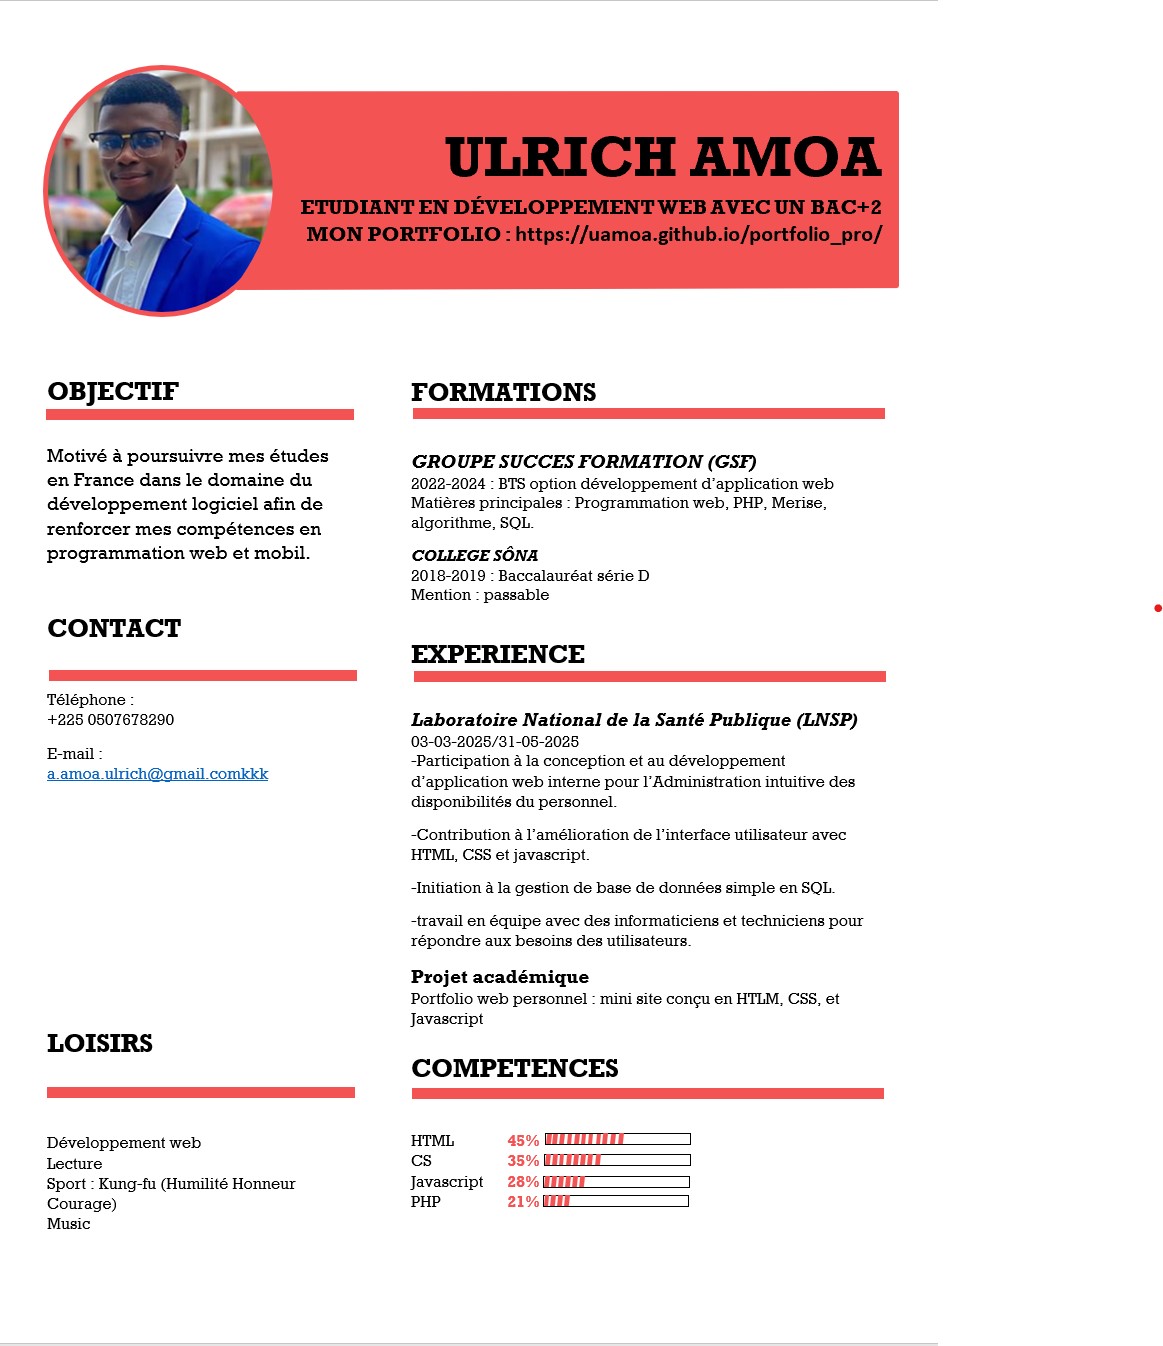 ULRICH AMOA
ETUDIANT EN DÉVELOPPEMENT WEB AVEC UN BAC+2
MON PORTFOLIO : https://uamoa.github.io/portfolio_pro/
OBJECTIF
Motivé à poursuivre mes études
en France dans le domaine du
développement logiciel afin de
renforcer mes compétences en
programmation web et mobil.
CONTACT
Téléphone :
+225 0507678290
E-mail :
a.amoa.ulrich@gmail.comkkk
LOISIRS
Développement web
Lecture
Sport : Kung-fu (Humilité Honneur
Courage)
Music
FORMATIONS
GROUPE SUCCES FORMATION (GSF)
2022-2024 : BTS option développement d’application web
Matières principales : Programmation web, PHP, Merise,
algorithme, SQL.
COLLEGE SÔNA
2018-2019 : Baccalauréat série D
Mention : passable
EXPERIENCE
Laboratoire National de la Santé Publique (LNSP)
03-03-2025/31-05-2025
-Participation à la conception et au développement
d’application web interne pour l’Administration intuitive des
disponibilités du personnel.
-Contribution à l’amélioration de l’interface utilisateur avec
HTML, CSS et javascript.
-Initiation à la gestion de base de données simple en SQL.
-travail en équipe avec des informaticiens et techniciens pour
répondre aux besoins des utilisateurs.
Projet académique
Portfolio web personnel : mini site conçu en HTLM, CSS, et
Javascript
COMPETENCES
HTML 45%
CS 35%
Javascript 28%
PHP 21%